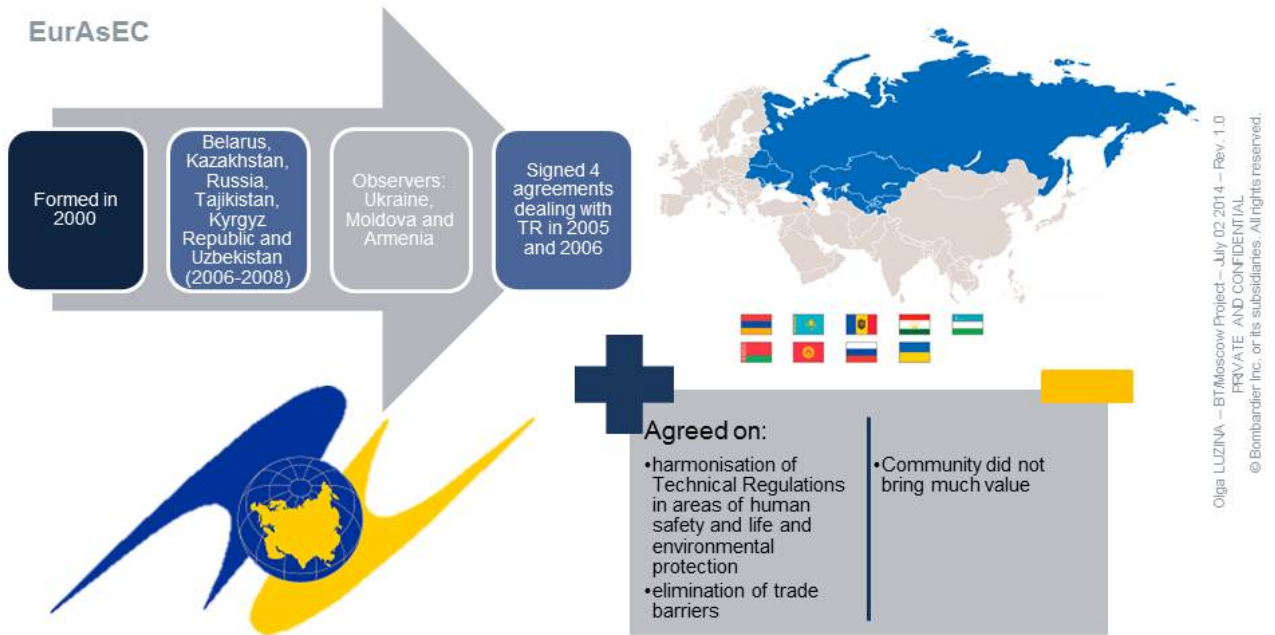 EurAsEC
Formed in
2000
Belarus,
Kazakhstan,
Russia,
Tajikistan,
Kyrgyz
Republic and
Uzbekistan
(2006-2008)
Observers:
Ukraine,
Moldova and
Armenia
Signed 4
agreements
dealing with
TR in 2005
and 2006
Agreed on:
•harmonisation of
Technical Regulations
in areas of human
safety and life and
environmental
protection
•elimination of trade
barriers
•Community did not
bring much value
Olga LUZINA – BT/Moscow Project – July 02 2014 – Rev. 1.0
PRIVATE AND CONFIDENTIAL
© Bombardier Inc. or its subsidiaries. All rights reserved.